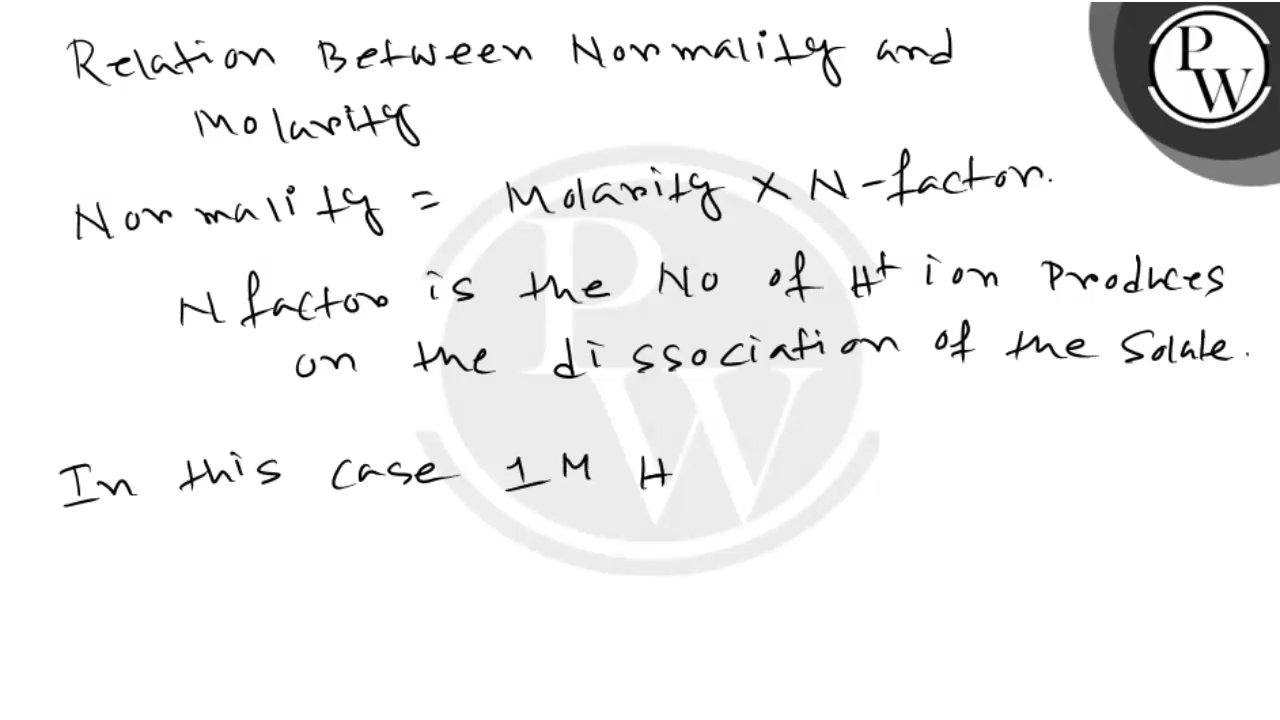 Relation Between Normality and
Molarity
Normality = Molarity × N-factor.
N factor is the No of H⁺ ion produces
on the dissociation of the Solute.
In this case 1 M H
P
W
P
W